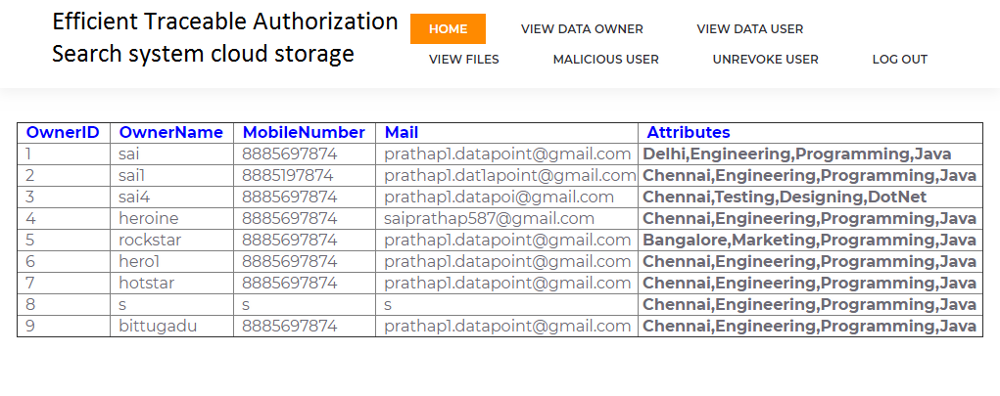 Efficient Traceable Authorization
Search system cloud storage
HOME VIEW DATA OWNER VIEW DATA USER
VIEW FILES MALICIOUS USER UNREVOKE USER LOG OUT
OwnerID OwnerName MobileNumber Mail Attributes
1 sai 8885697874 prathap1.datapoint@gmail.com Delhi,Engineering,Programming,Java
2 sai1 8885197874 prathap1.dat1apoint@gmail.com Chennai,Engineering,Programming,Java
3 sai4 8885697874 prathap1.datapoi@gmail.com Chennai,Testing,Designing,DotNet
4 heroine 8885697874 saiprathap587@gmail.com Chennai,Engineering,Programming,Java
5 rockstar 8885697874 prathap1.datapoint@gmail.com Bangalore,Marketing,Programming,Java
6 hero1 8885697874 prathap1.datapoint@gmail.com Chennai,Engineering,Programming,Java
7 hotstar 8885697874 prathap1.datapoint@gmail.com Chennai,Engineering,Programming,Java
8 s s s Chennai,Engineering,Programming,Java
9 bittugadu 8885697874 prathap1.datapoint@gmail.com Chennai,Engineering,Programming,Java